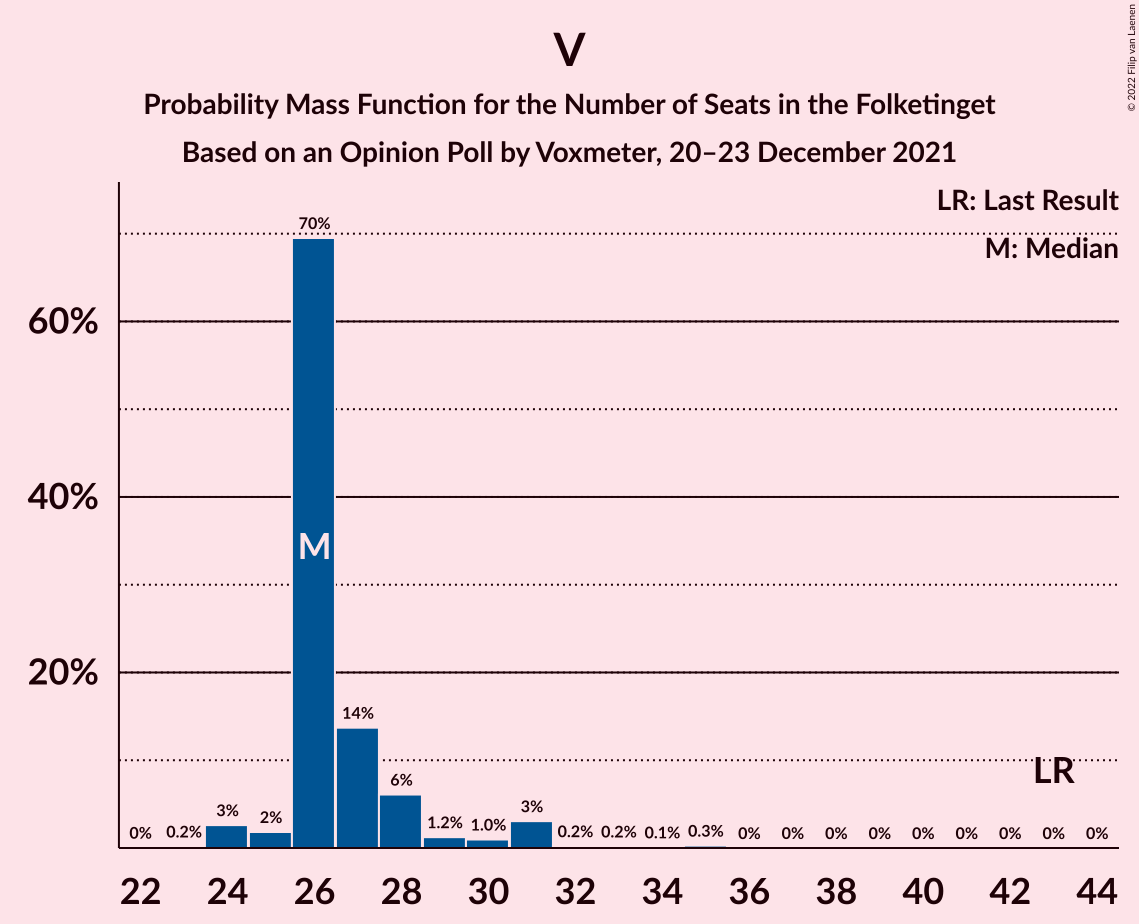 V
Probability Mass Function for the Number of Seats in the Folketinget
Based on an Opinion Poll by Voxmeter, 20–23 December 2021
© 2022 Filip van Laenen
LR: Last Result
M: Median
60%
40%
20%
0% 0.2% 3% 2% 70% 14% 6% 1.2% 1.0% 3% 0.2% 0.2% 0.1% 0.3% 0% 0% 0% 0% 0% 0% 0% 0% 0%
M
LR
22 24 26 28 30 32 34 36 38 40 42 44